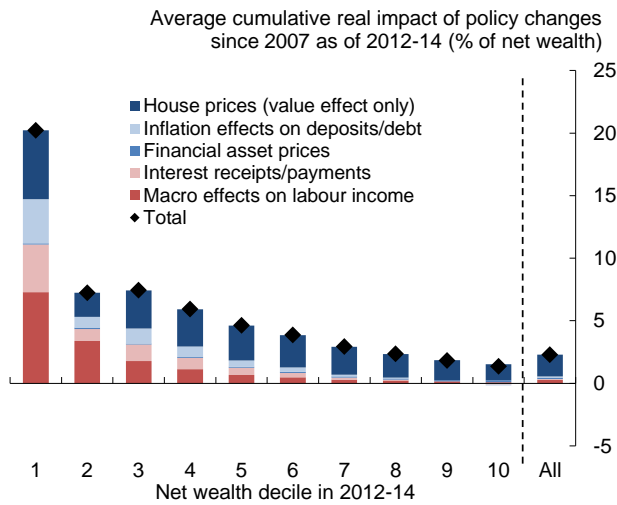 Average cumulative real impact of policy changes
since 2007 as of 2012-14 (% of net wealth)
25
House prices (value effect only)
Inflation effects on deposits/debt
Financial asset prices
Interest receipts/payments
Macro effects on labour income
Total
20
15
10
5
0
-5
1 2 3 4 5 6 7 8 9 10 All
Net wealth decile in 2012-14